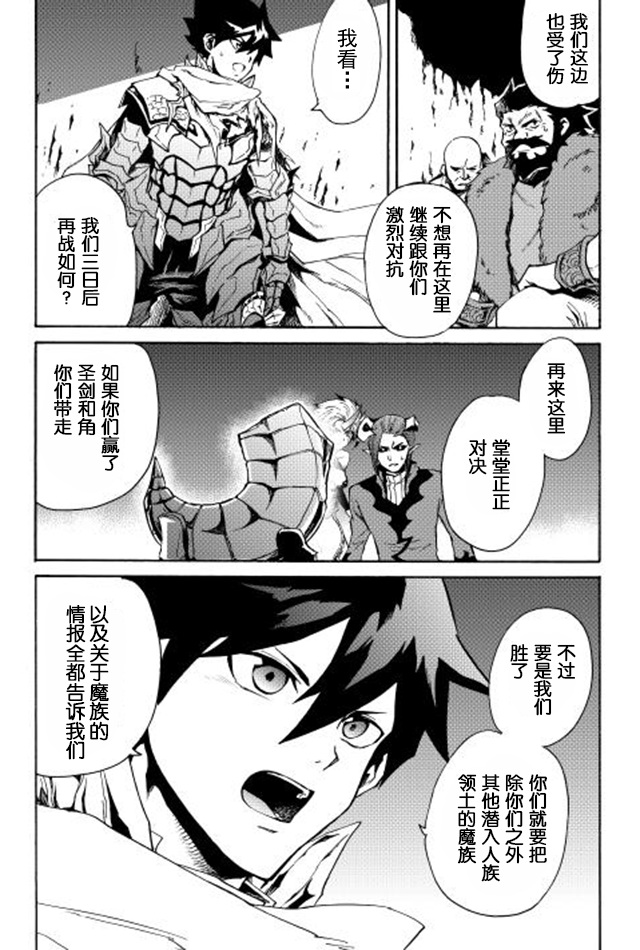 我们这边
也受了伤
不想再在这里
继续跟你们
激烈对抗
我看…
我们三日后
再战如何？
再来这里
堂堂正正
对决
如果你们赢了
圣剑和角
你们带走
不过
要是我们
胜了
你们就要把
除你们之外
其他潜入人族
领土的魔族
以及关于魔族的
情报全都告诉我们